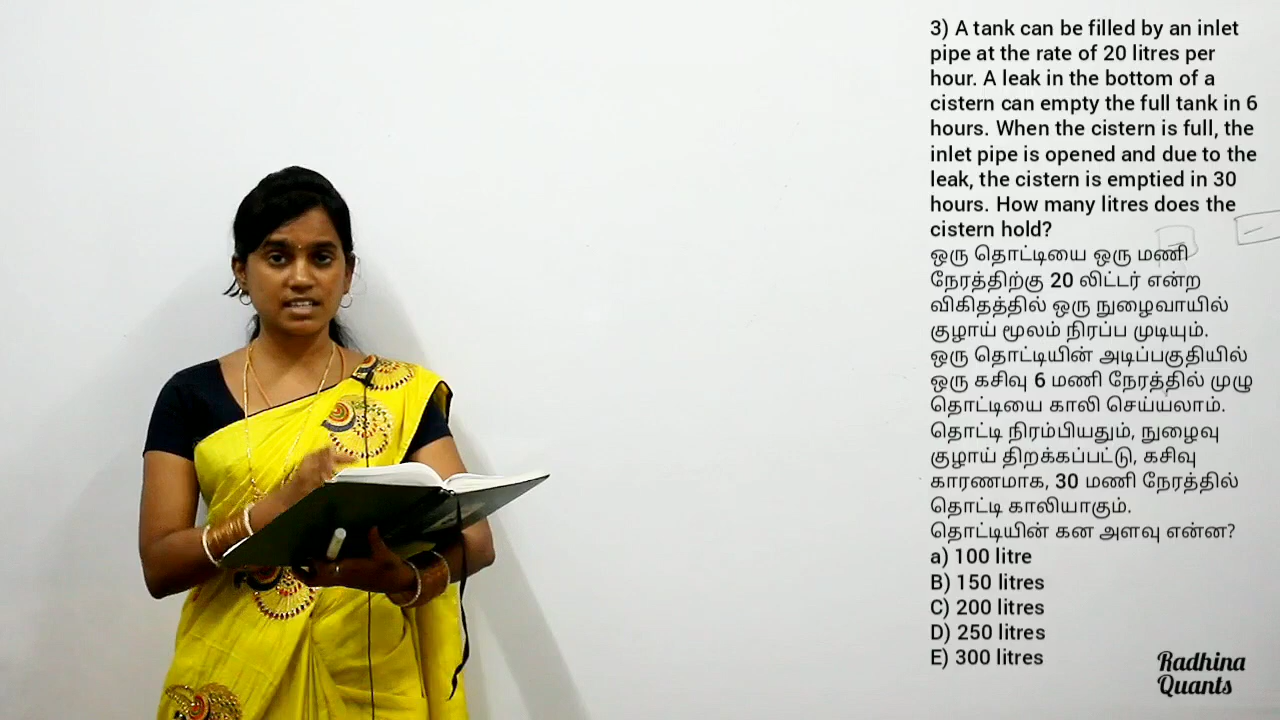 3) A tank can be filled by an inlet
pipe at the rate of 20 litres per
hour. A leak in the bottom of a
cistern can empty the full tank in 6
hours. When the cistern is full, the
inlet pipe is opened and due to the
leak, the cistern is emptied in 30
hours. How many litres does the
cistern hold?
ஒரு தொட்டியை ஒரு மணி
நேரத்திற்கு 20 லிட்டர் என்ற
விகிதத்தில் ஒரு நுழைவாயில்
குழாய் மூலம் நிரப்ப முடியும்.
ஒரு தொட்டியின் அடிப்பகுதியில்
ஒரு கசிவு 6 மணி நேரத்தில் முழு
தொட்டியை காலி செய்யலாம்.
தொட்டி நிரம்பியதும், நுழைவு
குழாய் திறக்கப்பட்டு, கசிவு
காரணமாக, 30 மணி நேரத்தில்
தொட்டி காலியாகும்.
தொட்டியின் கன அளவு என்ன?
a) 100 litre
B) 150 litres
C) 200 litres
D) 250 litres
E) 300 litres
Radhina
Quants